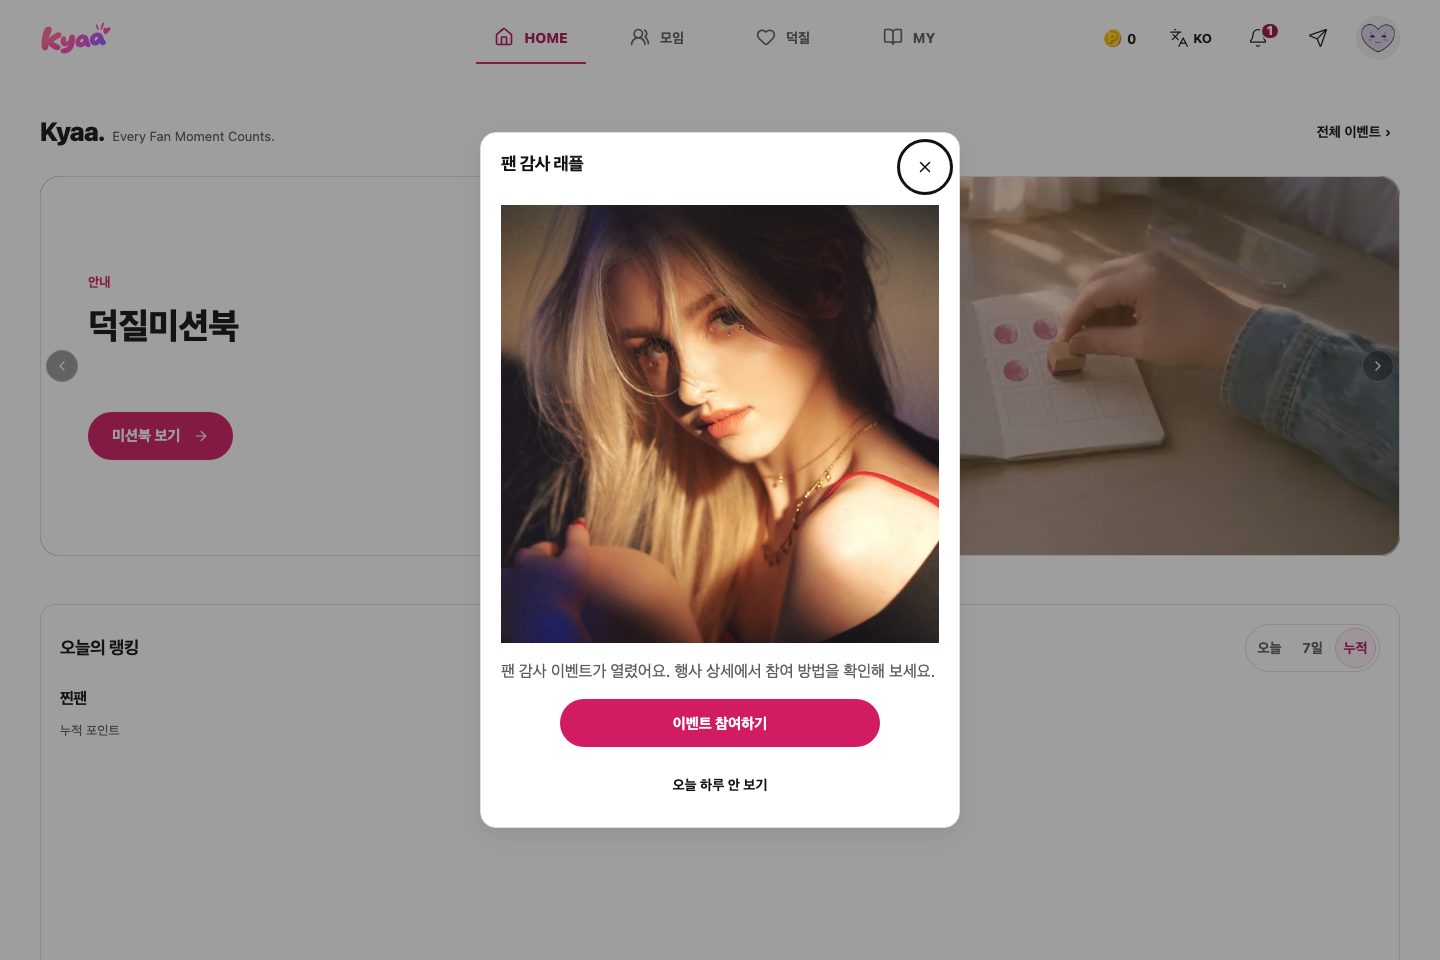 kyaa
HOME
모임
덕질
MY
0
KO
1
Kyaa. Every Fan Moment Counts.
전체 이벤트 ›
안내
덕질미션북
미션북 보기 →
팬 감사 래플
팬 감사 이벤트가 열렸어요. 행사 상세에서 참여 방법을 확인해 보세요.
이벤트 참여하기
오늘 하루 안 보기
오늘의 랭킹
오늘 7일 누적
찐팬
누적 포인트